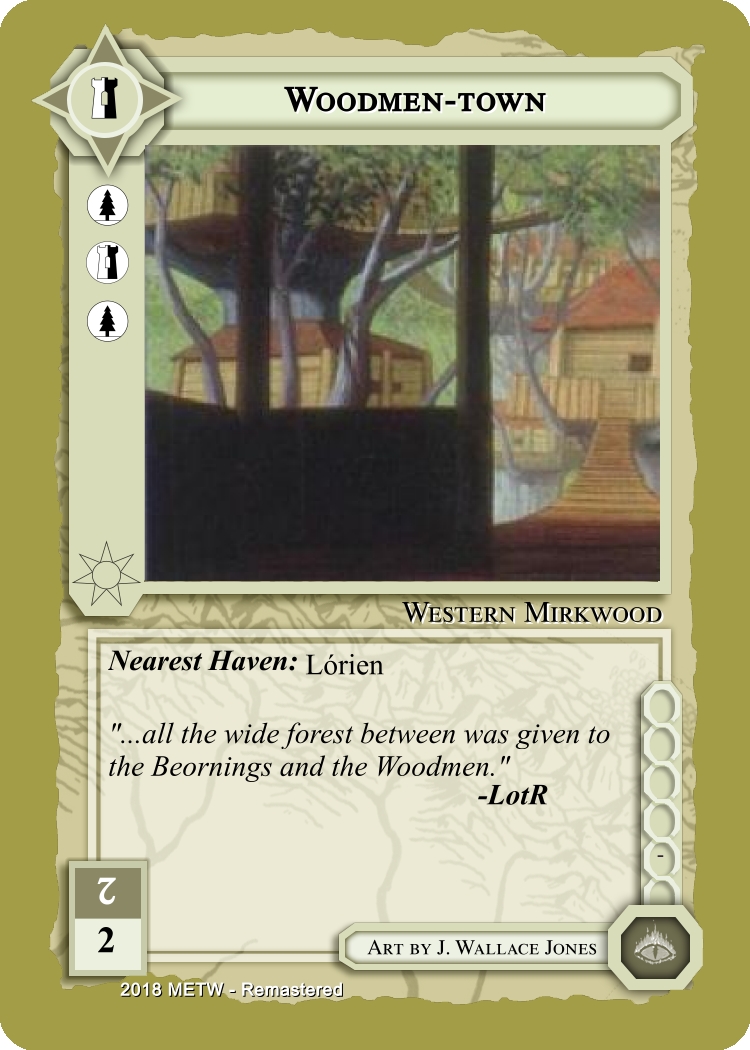 Woodmen-town
Western Mirkwood
Nearest Haven: Lórien
"...all the wide forest between was given to
the Beornings and the Woodmen."
-LotR
-
2
2
Art by J. Wallace Jones
2018 METW - Remastered